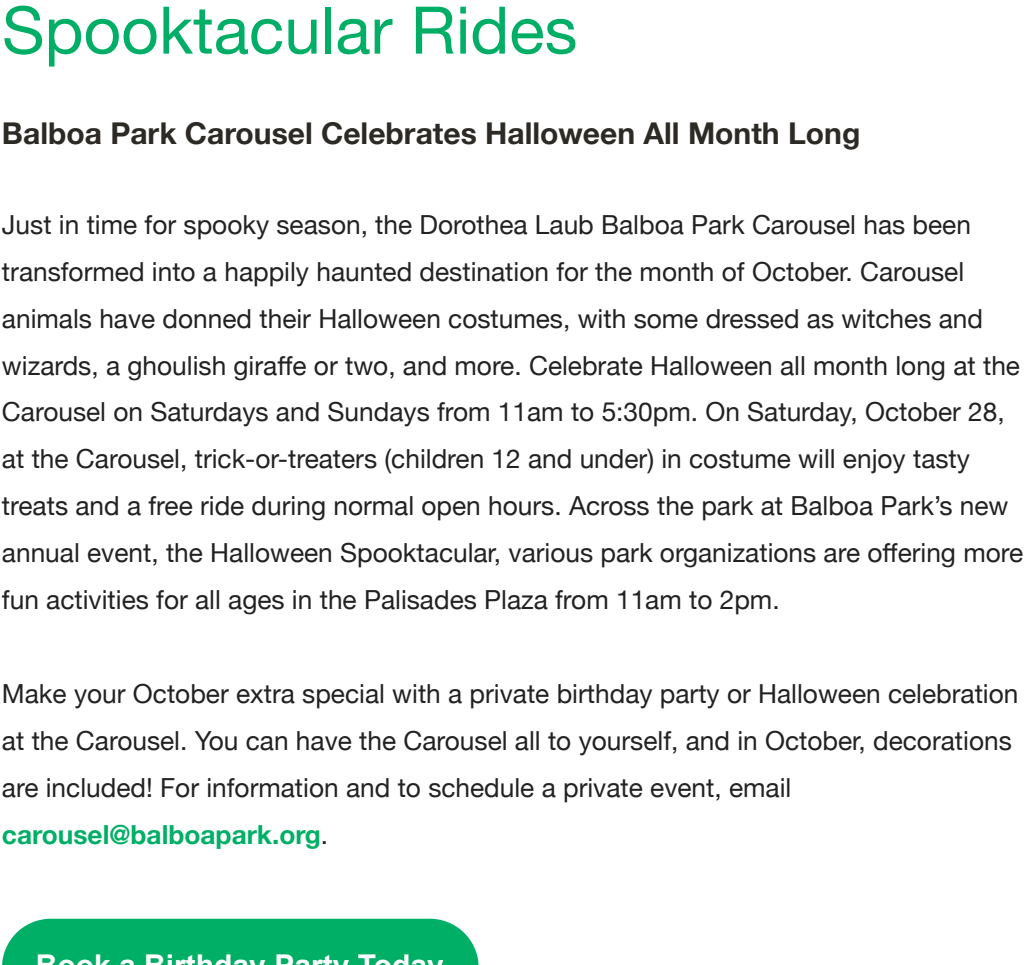 Spooktacular Rides
Balboa Park Carousel Celebrates Halloween All Month Long
Just in time for spooky season, the Dorothea Laub Balboa Park Carousel has been
transformed into a happily haunted destination for the month of October. Carousel
animals have donned their Halloween costumes, with some dressed as witches and
wizards, a ghoulish giraffe or two, and more. Celebrate Halloween all month long at the
Carousel on Saturdays and Sundays from 11am to 5:30pm. On Saturday, October 28,
at the Carousel, trick-or-treaters (children 12 and under) in costume will enjoy tasty
treats and a free ride during normal open hours. Across the park at Balboa Park’s new
annual event, the Halloween Spooktacular, various park organizations are offering more
fun activities for all ages in the Palisades Plaza from 11am to 2pm.
Make your October extra special with a private birthday party or Halloween celebration
at the Carousel. You can have the Carousel all to yourself, and in October, decorations
are included! For information and to schedule a private event, email
carousel@balboapark.org.
Book a Birthday Party Today